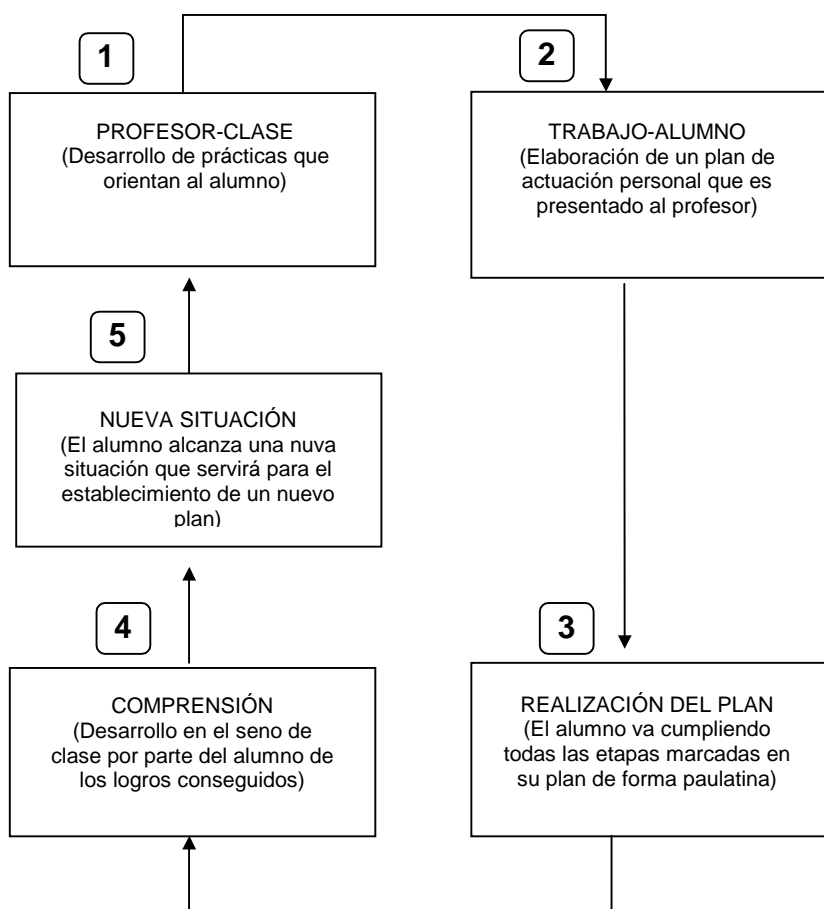 1
PROFESOR-CLASE
(Desarrollo de prácticas que
orientan al alumno)
2
TRABAJO-ALUMNO
(Elaboración de un plan de
actuación personal que es
presentado al profesor)
5
NUEVA SITUACIÓN
(El alumno alcanza una nuva
situación que servirá para el
establecimiento de un nuevo
plan)
4
COMPRENSIÓN
(Desarrollo en el seno de
clase por parte del alumno de
los logros conseguidos)
3
REALIZACIÓN DEL PLAN
(El alumno va cumpliendo
todas las etapas marcadas en
su plan de forma paulatina)